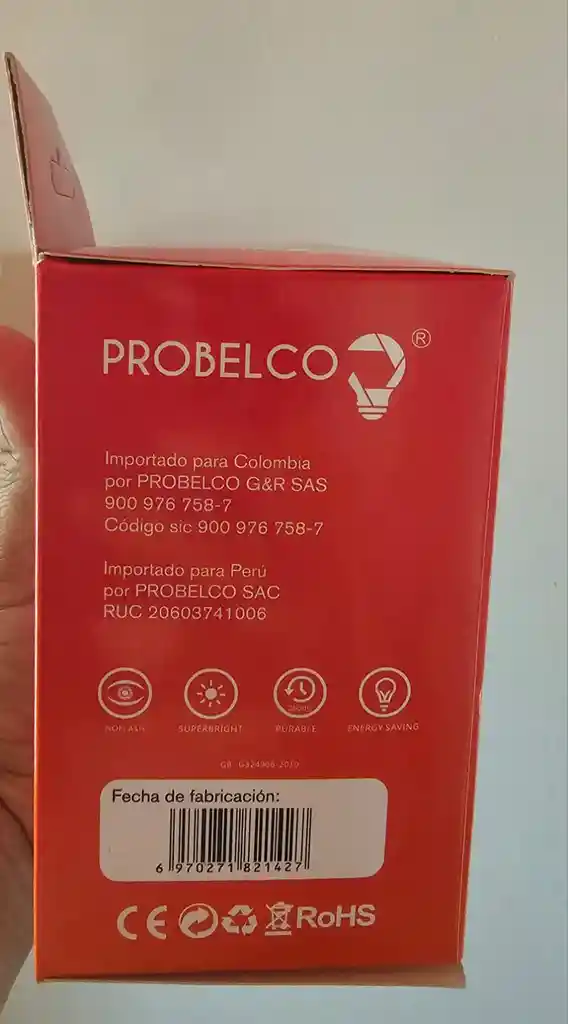 PROBELCO ®
Importado para Colombia
por PROBELCO G&R SAS
900 976 758-7
Código sic 900 976 758-7
Importado para Perú
por PROBELCO SAC
RUC 20603741006
SUPERBRIGHT DURABLE ENERGY SAVING
Fecha de fabricación:
6 970271 821427
CE RoHS